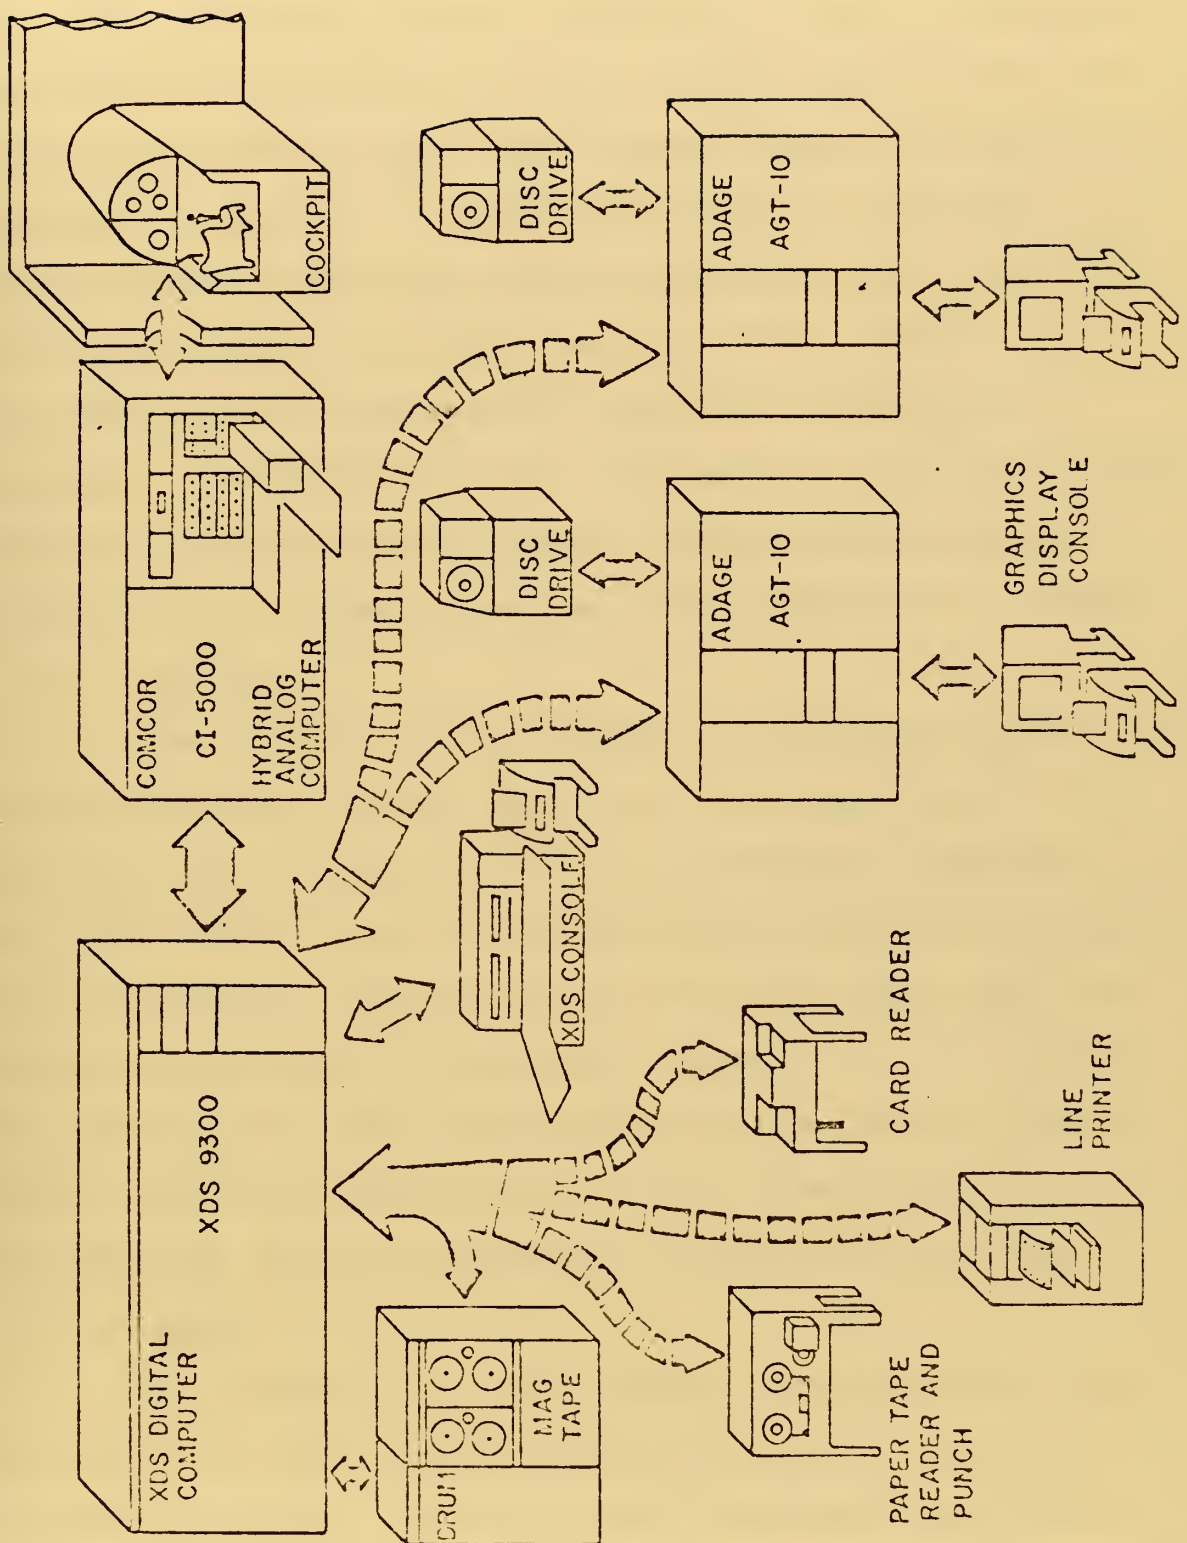 XDS DIGITAL
COMPUTER
XDS 9300
COMCOR
CI-5000
HYBRID
ANALOG
COMPUTER
COCKPIT
DRUM
MAG
TAPE
XDS CONSOLE
DISC
DRIVE
DISC
DRIVE
ADAGE
AGT-10
ADAGE
AGT-10
PAPER TAPE
READER AND
PUNCH
LINE
PRINTER
CARD READER
GRAPHICS
DISPLAY
CONSOLE